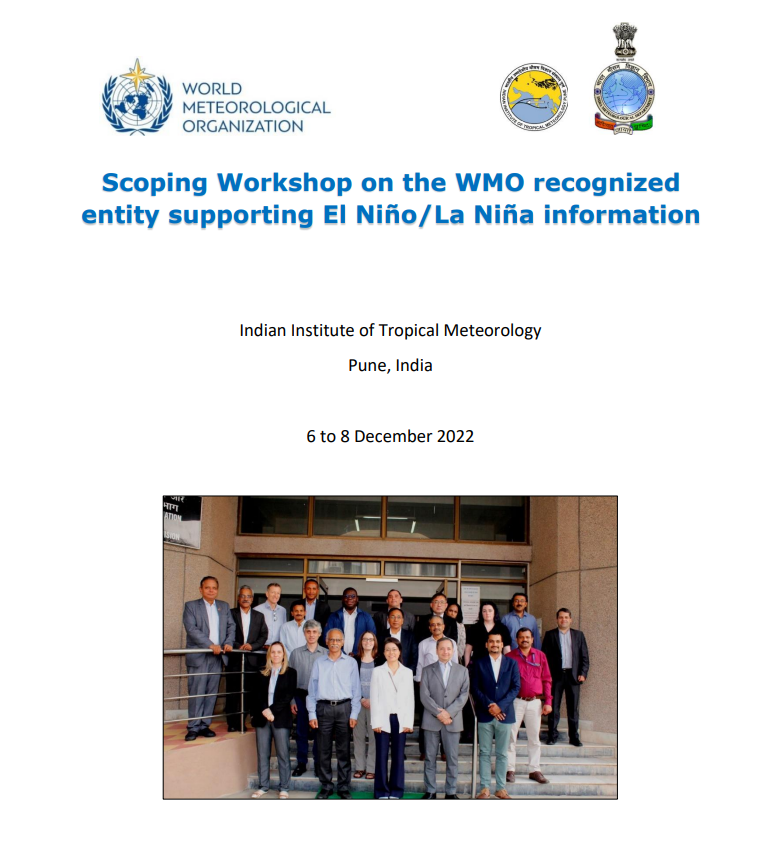 WORLD
METEOROLOGICAL
ORGANIZATION
Scoping Workshop on the WMO recognized
entity supporting El Niño/La Niña information
Indian Institute of Tropical Meteorology
Pune, India
6 to 8 December 2022